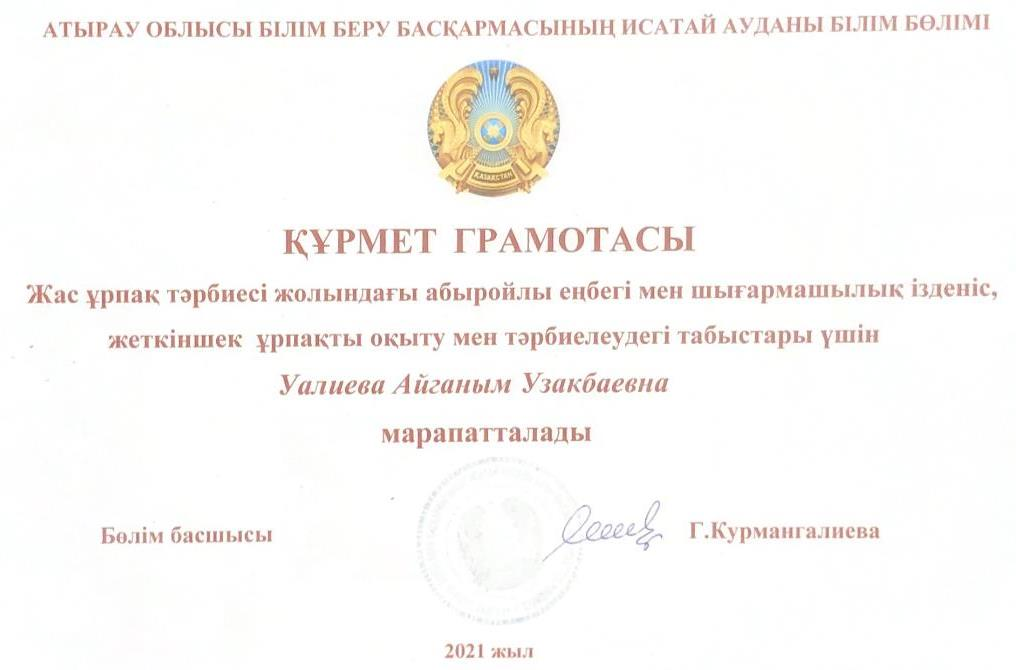 АТЫРАУ ОБЛЫСЫ БІЛІМ БЕРУ БАСҚАРМАСЫНЫҢ ИСАТАЙ АУДАНЫ БІЛІМ БӨЛІМІ
ҚАЗАҚСТАН
ҚҰРМЕТ ГРАМОТАСЫ
Жас ұрпақ тәрбиесі жолындағы абыройлы еңбегі мен шығармашылық ізденіс,
жеткіншек ұрпақты оқыту мен тәрбиелеудегі табыстары үшін
Уалиева Айганым Узакбаевна
марапатталады
Бөлім басшысы Г.Курмангалиева
2021 жыл